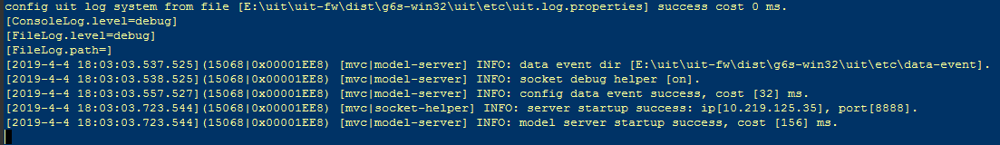 config uit log system from file [E:\uit\uit-fw\dist\g6s-win32\uit\etc\uit.log.properties] success cost 0 ms.
[ConsoleLog.level=debug]
[FileLog.level=debug]
[FileLog.path=]
[2019-4-4 18:03:03.537.525](15068|0x00001EE8) [mvc|model-server] INFO: data event dir [E:\uit\uit-fw\dist\g6s-win32\uit\etc\data-event].
[2019-4-4 18:03:03.538.525](15068|0x00001EE8) [mvc|model-server] INFO: socket debug helper [on].
[2019-4-4 18:03:03.557.527](15068|0x00001EE8) [mvc|model-server] INFO: config data event success, cost [32] ms.
[2019-4-4 18:03:03.723.544](15068|0x00001EE8) [mvc|socket-helper] INFO: server startup success: ip[10.219.125.35], port[8888].
[2019-4-4 18:03:03.723.544](15068|0x00001EE8) [mvc|model-server] INFO: model server startup success, cost [156] ms.